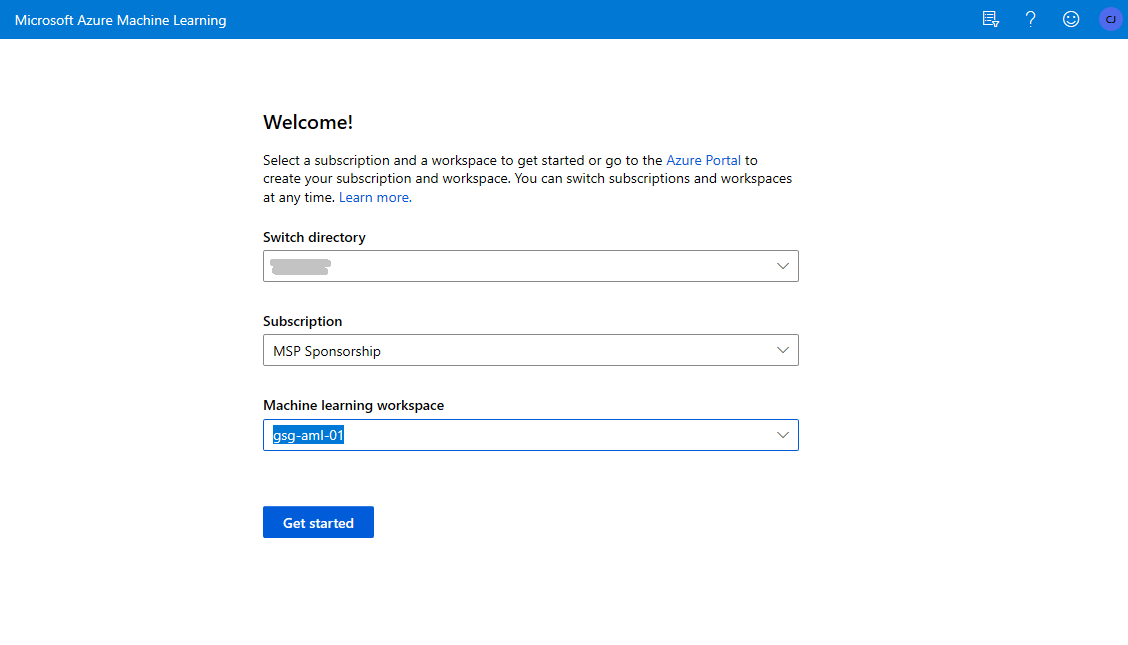 Microsoft Azure Machine Learning
CJ
Welcome!
Select a subscription and a workspace to get started or go to the Azure Portal to
create your subscription and workspace. You can switch subscriptions and workspaces
at any time. Learn more.
Switch directory
Subscription
MSP Sponsorship
Machine learning workspace
gsg-aml-01
Get started